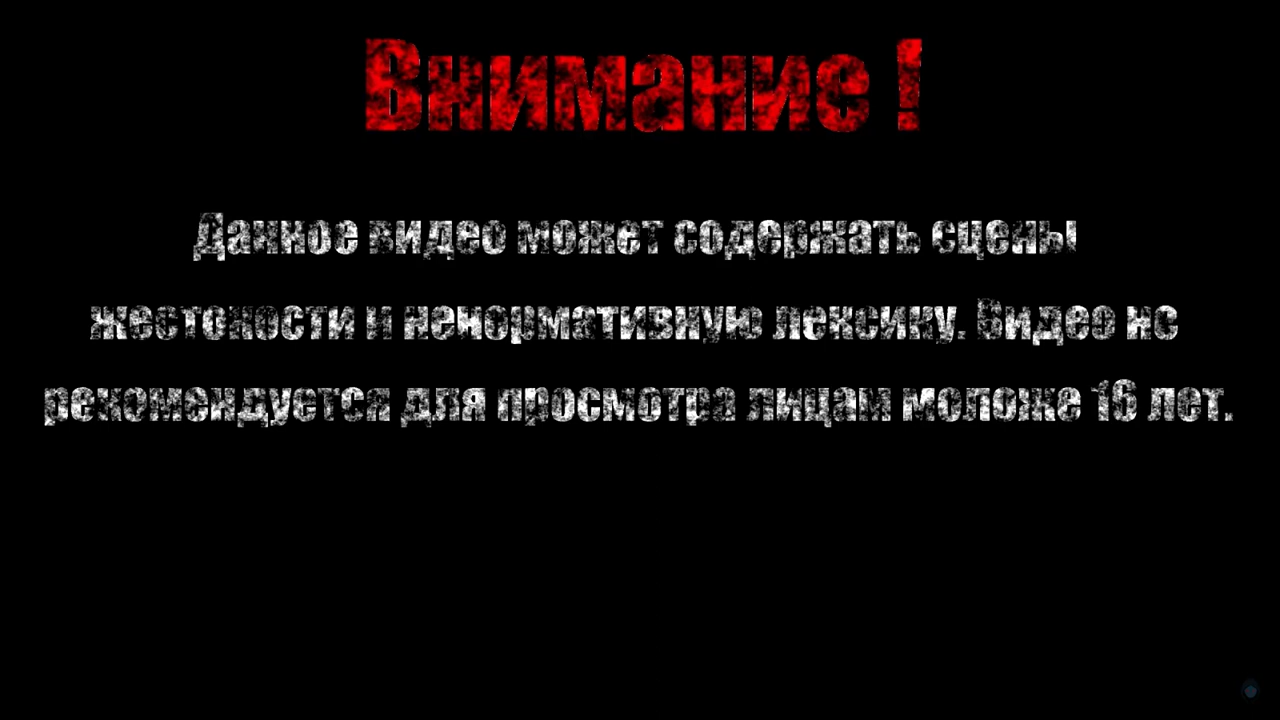 Внимание !
Данное видео может содержать сцены
жестокости и ненормативную лексику. Видео не
рекомендуется для просмотра лицам моложе 16 лет.